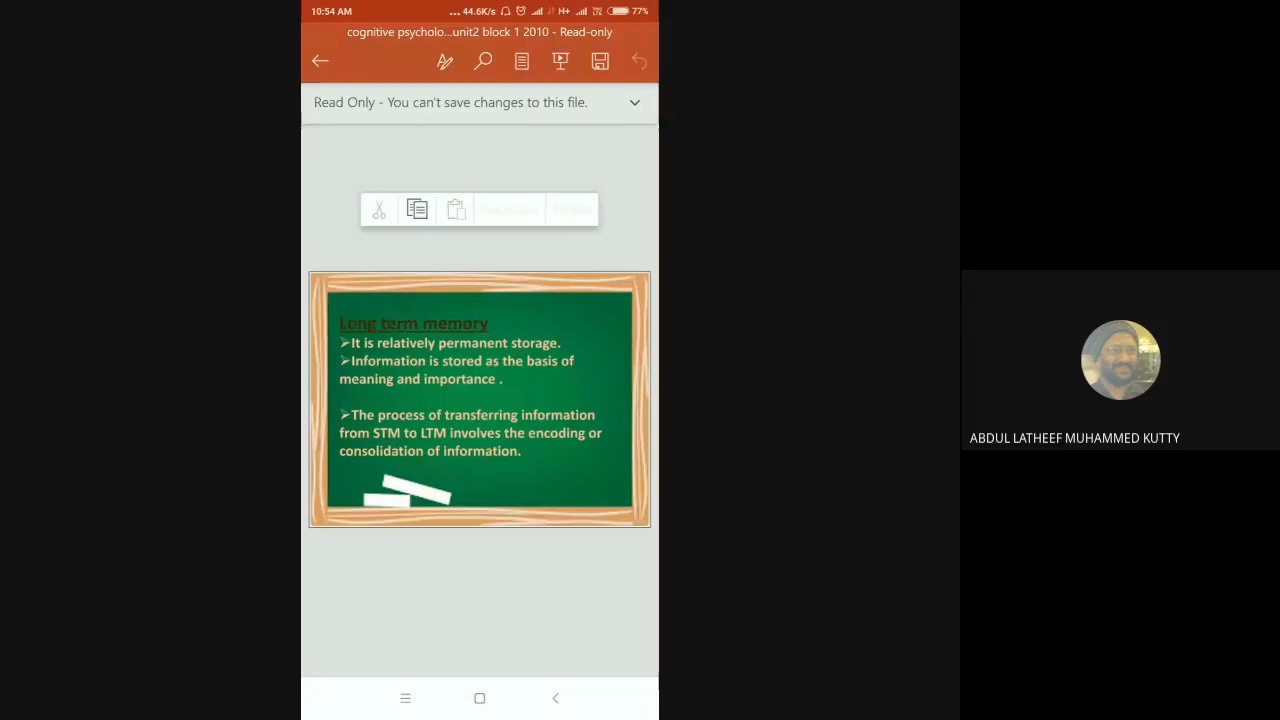 10:54 AM
... 44.6K/s H+ 77%
cognitive psycholo...unit2 block 1 2010 - Read-only
Read Only - You can't save changes to this file.
Long term memory
➢It is relatively permanent storage.
➢Information is stored as the basis of
meaning and importance .
➢The process of transferring information
from STM to LTM involves the encoding or
consolidation of information.
ABDUL LATHEEF MUHAMMED KUTTY